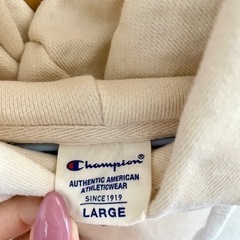 Champion
AUTHENTIC AMERICAN
ATHLETICWEAR
SINCE 1919
LARGE